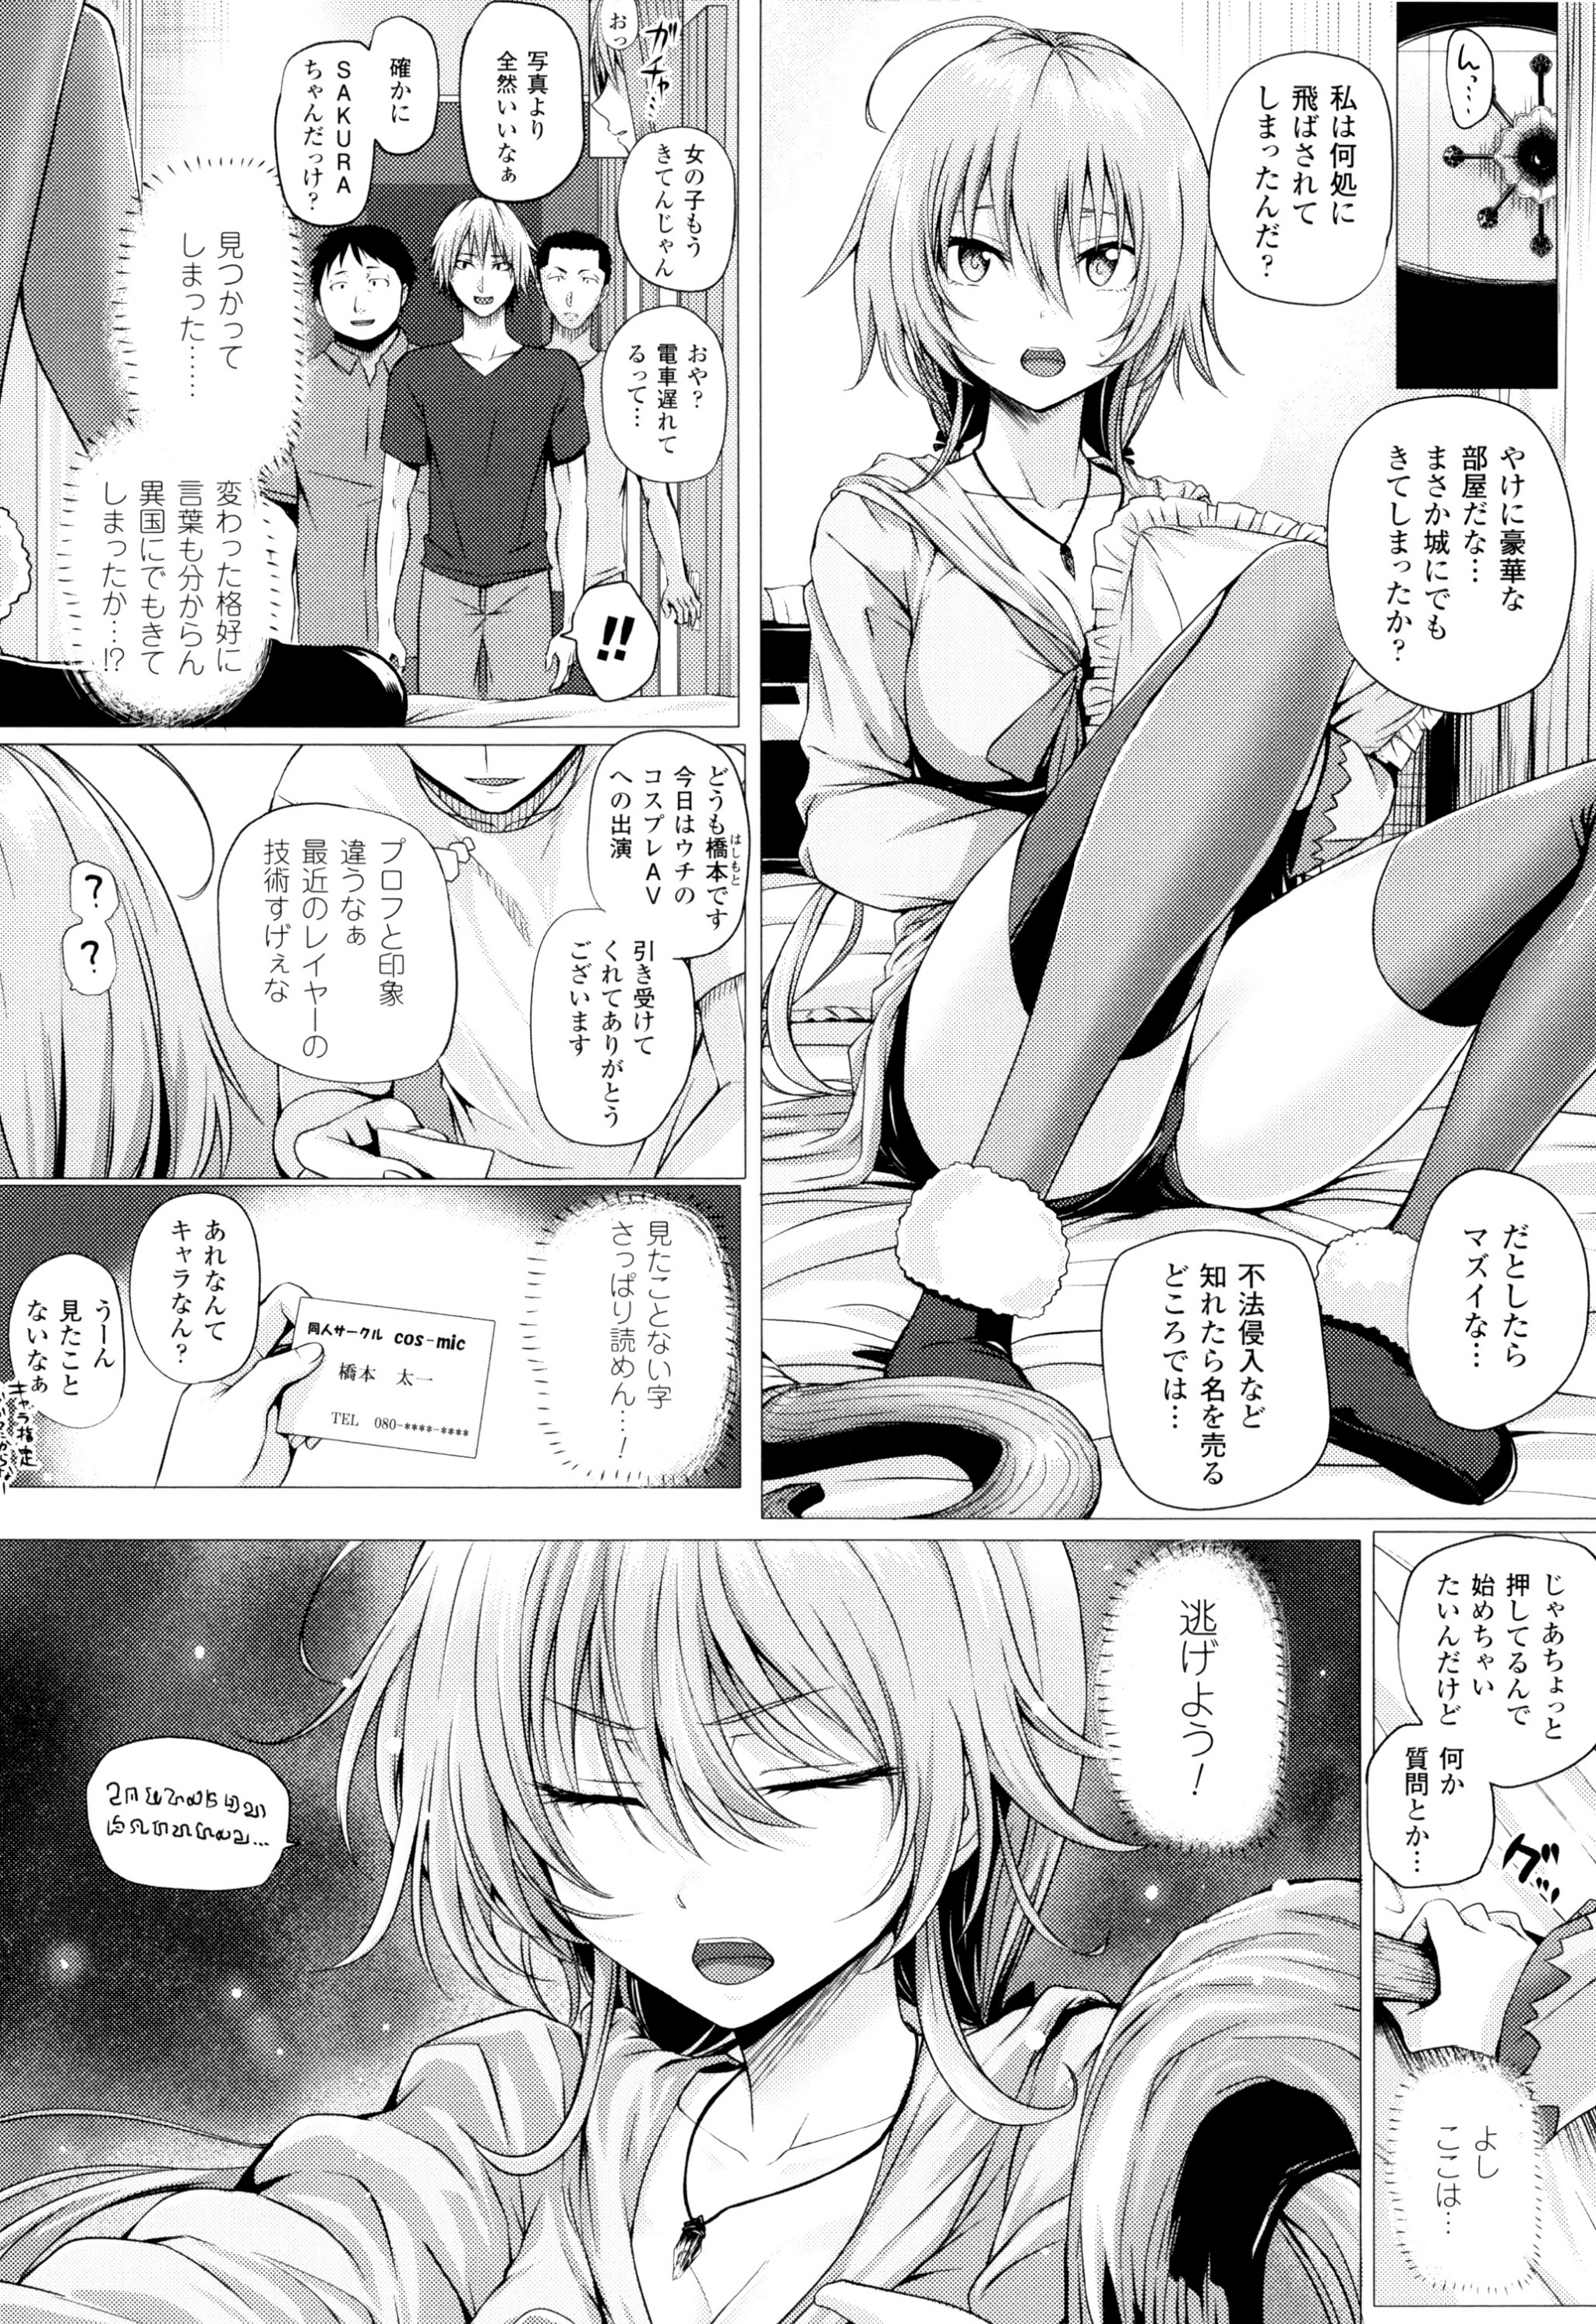 んっ…
私は何処に
飛ばされて
しまったんだ？
やけに豪華な
部屋だな…
まさか城にでも
きてしまったか？
だとしたら
マズイな…
不法侵入など
知れたら名を売る
どころでは…
ガチャ…
おっ
女の子もう
きてんじゃん
おや？
電車遅れて
るって…
!!
写真より
全然いいなぁ
確かに
SAKURA
ちゃんだっけ？
見つかって
しまった……
変わった格好に
言葉も分からん
異国にでもきて
しまったか…!?
どうも橋本です
はしもと
今日はウチの
コスプレAV
への出演
引き受けて
くれてありがとう
ございます
プロフと印象
違うなぁ
最近のレイヤーの
技術すげぇな
？
？
見たことない字
さっぱり読めん…！
同人サークル cos-mic
橋本 太一
TEL 080-****-****
あれなんて
キャラなん？
うーん
見たこと
ないなぁ
キャラ指定
じゃあちょっと
押してるんで
始めちゃい
たいんだけど
何か
質問とか…
グッ
よし
ここは…
逃げよう！